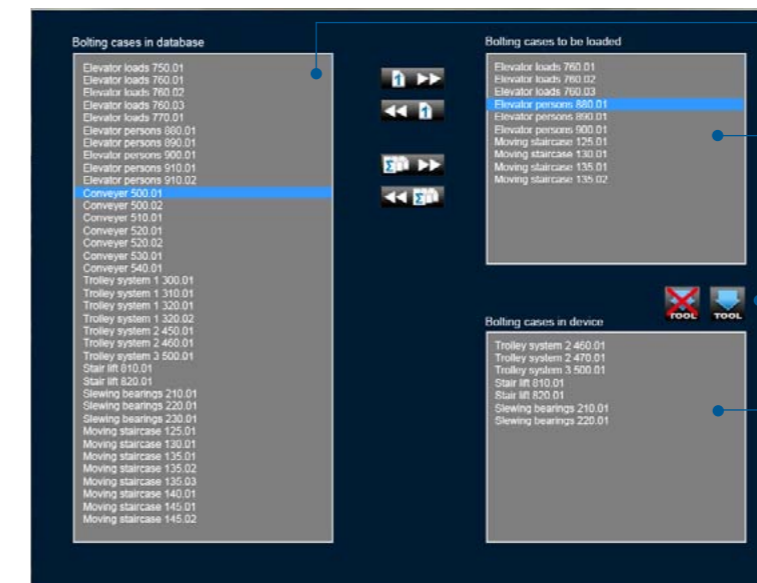 Bolting cases in database
Elevator loads 750.01
Elevator loads 760.01
Elevator loads 760.02
Elevator loads 760.03
Elevator loads 770.01
Elevator persons 880.01
Elevator persons 890.01
Elevator persons 900.01
Elevator persons 910.01
Elevator persons 910.02
Conveyer 500.01
Conveyer 500.02
Conveyer 510.01
Conveyer 520.01
Conveyer 520.02
Conveyer 530.01
Conveyer 540.01
Trolley system 1 300.01
Trolley system 1 310.01
Trolley system 1 320.01
Trolley system 1 320.02
Trolley system 2 450.01
Trolley system 2 460.01
Trolley system 3 500.01
Stair lift 810.01
Stair lift 820.01
Slewing bearings 210.01
Slewing bearings 220.01
Slewing bearings 230.01
Moving staircase 125.01
Moving staircase 130.01
Moving staircase 135.01
Moving staircase 135.02
Moving staircase 135.03
Moving staircase 140.01
Moving staircase 145.01
Moving staircase 145.02
1
1
Σ
Σ
Bolting cases to be loaded
Elevator loads 760.01
Elevator loads 760.02
Elevator loads 760.03
Elevator persons 880.01
Elevator persons 890.01
Elevator persons 900.01
Moving staircase 125.01
Moving staircase 130.01
Moving staircase 135.01
Moving staircase 135.02
TOOL
TOOL
Bolting cases in device
Trolley system 2 460.01
Trolley system 2 470.01
Trolley system 3 500.01
Stair lift 810.01
Stair lift 820.01
Slewing bearings 210.01
Slewing bearings 220.01